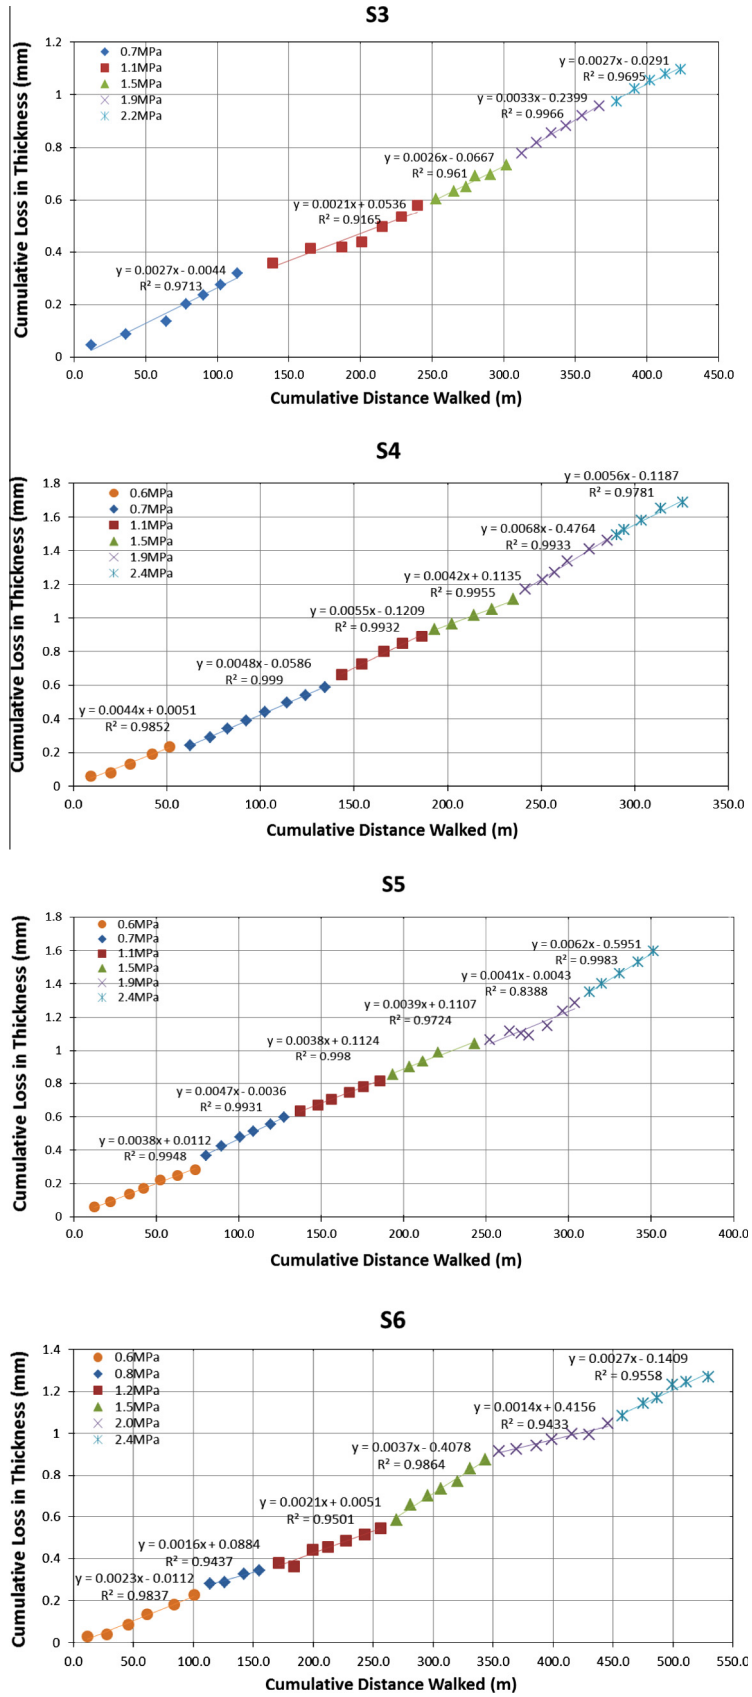 S3
Cumulative Loss in Thickness (mm)
1.2
1
0.8
0.6
0.4
0.2
0
0.7MPa
1.1MPa
1.5MPa
1.9MPa
2.2MPa
y = 0.0027x - 0.0291
R² = 0.9695
y = 0.0033x - 0.2399
R² = 0.9966
y = 0.0026x - 0.0667
R² = 0.961
y = 0.0021x + 0.0536
R² = 0.9165
y = 0.0027x - 0.0044
R² = 0.9713
0.0 50.0 100.0 150.0 200.0 250.0 300.0 350.0 400.0 450.0
Cumulative Distance Walked (m)
S4
Cumulative Loss in Thickness (mm)
1.8
1.6
1.4
1.2
1
0.8
0.6
0.4
0.2
0
0.6MPa
0.7MPa
1.1MPa
1.5MPa
1.9MPa
2.4MPa
y = 0.0056x - 0.1187
R² = 0.9781
y = 0.0068x - 0.4764
R² = 0.9933
y = 0.0042x + 0.1135
R² = 0.9955
y = 0.0055x - 0.1209
R² = 0.9932
y = 0.0048x - 0.0586
R² = 0.999
y = 0.0044x + 0.0051
R² = 0.9852
0.0 50.0 100.0 150.0 200.0 250.0 300.0 350.0
Cumulative Distance Walked (m)
S5
Cumulative Loss in Thickness (mm)
1.8
1.6
1.4
1.2
1
0.8
0.6
0.4
0.2
0
0.6MPa
0.7MPa
1.1MPa
1.5MPa
1.9MPa
2.4MPa
y = 0.0062x - 0.5951
R² = 0.9983
y = 0.0041x - 0.0043
R² = 0.8388
y = 0.0039x + 0.1107
R² = 0.9724
y = 0.0038x + 0.1124
R² = 0.998
y = 0.0047x - 0.0036
R² = 0.9931
y = 0.0038x + 0.0112
R² = 0.9948
0.0 50.0 100.0 150.0 200.0 250.0 300.0 350.0 400.0
Cumulative Distance Walked (m)
S6
Cumulative Loss in Thickness (mm)
1.4
1.2
1
0.8
0.6
0.4
0.2
0
0.6MPa
0.8MPa
1.2MPa
1.5MPa
2.0MPa
2.4MPa
y = 0.0027x - 0.1409
R² = 0.9558
y = 0.0014x + 0.4156
R² = 0.9433
y = 0.0037x - 0.4078
R² = 0.9864
y = 0.0021x + 0.0051
R² = 0.9501
y = 0.0016x + 0.0884
R² = 0.9437
y = 0.0023x - 0.0112
R² = 0.9837
0.0 50.0 100.0 150.0 200.0 250.0 300.0 350.0 400.0 450.0 500.0 550.0
Cumulative Distance Walked (m)